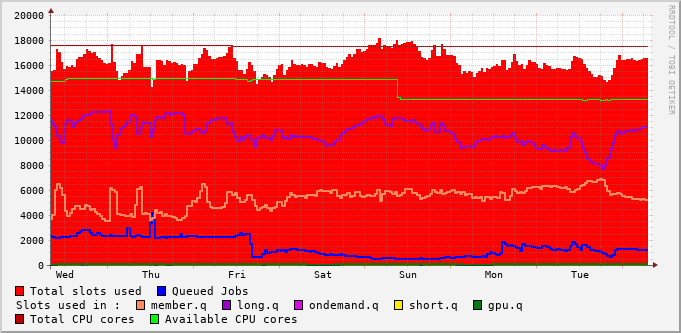 20000
18000
16000
14000
12000
10000
8000
6000
4000
2000
0
Wed Thu Fri Sat Sun Mon Tue
RRDTOOL / TOBI OETIKER
Total slots used Queued Jobs
Slots used in : member.q long.q ondemand.q short.q gpu.q
Total CPU cores Available CPU cores